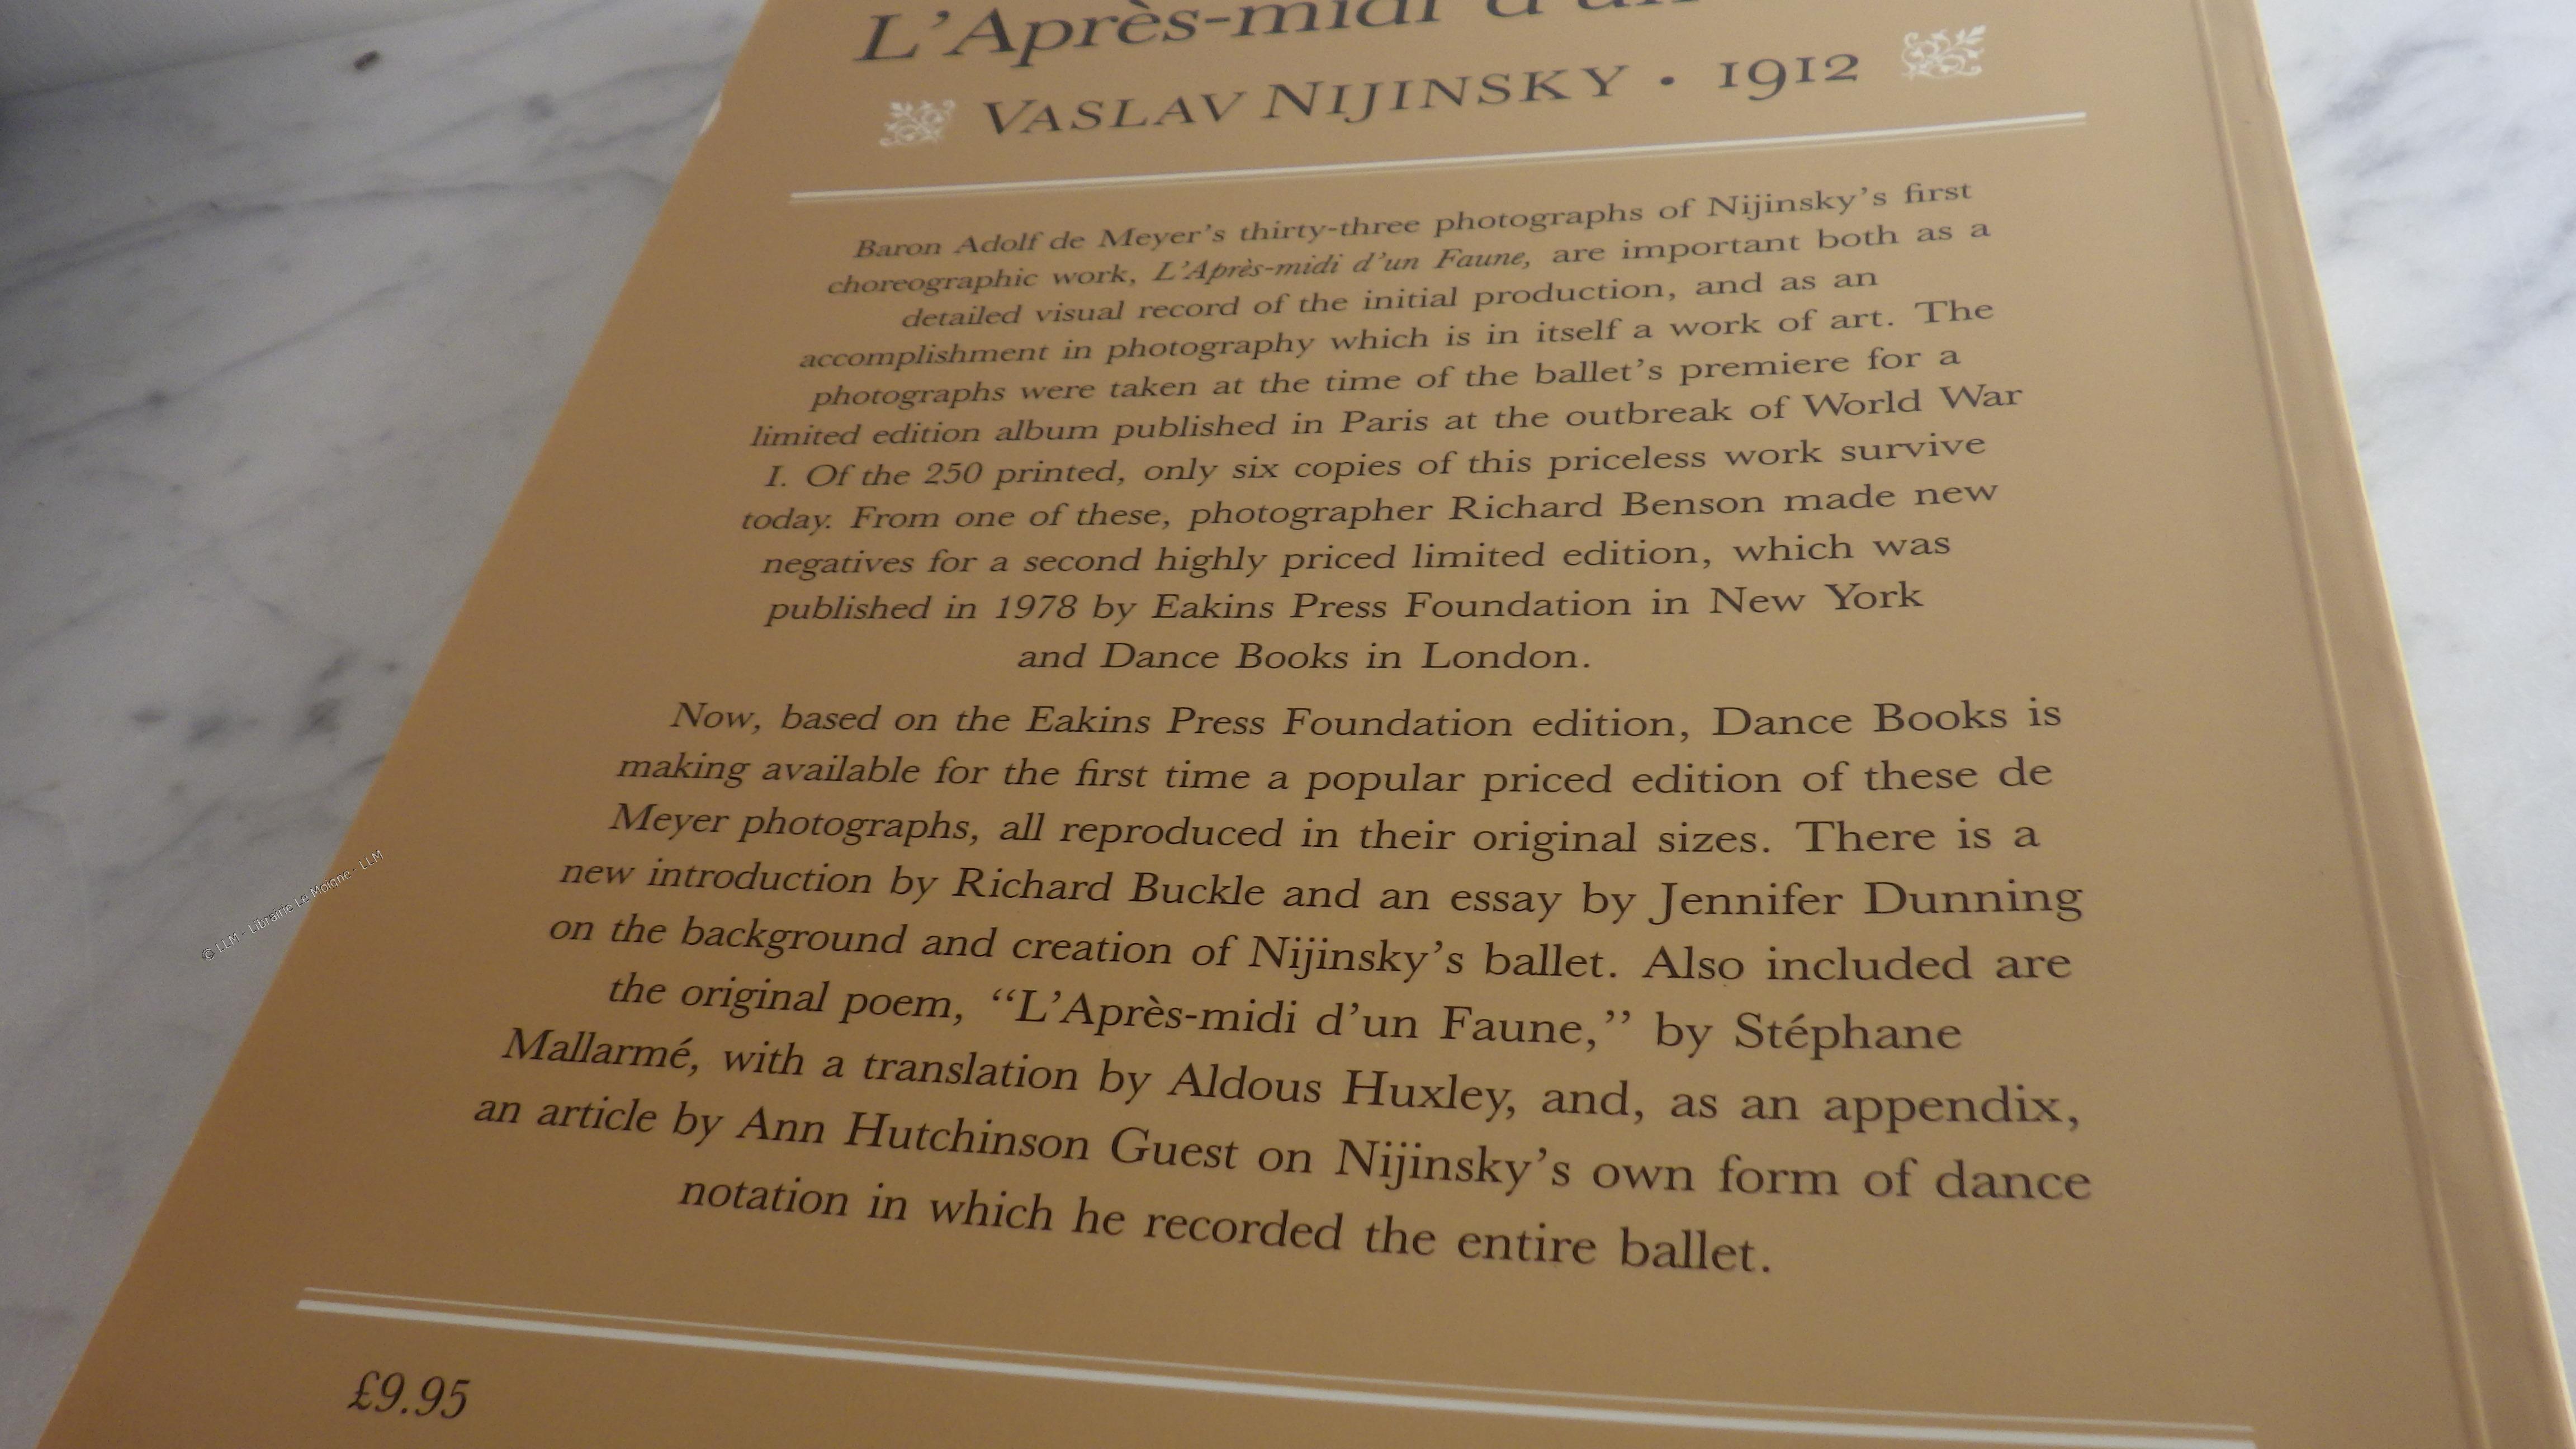 L'Après-midi d'un
VASLAV NIJINSKY • 1912
Baron Adolf de Meyer's thirty-three photographs of Nijinsky's first
choreographic work, L'Après-midi d'un Faune, are important both as a
detailed visual record of the initial production, and as an
accomplishment in photography which is in itself a work of art. The
photographs were taken at the time of the ballet's premiere for a
limited edition album published in Paris at the outbreak of World War
I. Of the 250 printed, only six copies of this priceless work survive
today. From one of these, photographer Richard Benson made new
negatives for a second highly priced limited edition, which was
published in 1978 by Eakins Press Foundation in New York
and Dance Books in London.
Now, based on the Eakins Press Foundation edition, Dance Books is
making available for the first time a popular priced edition of these de
Meyer photographs, all reproduced in their original sizes. There is a
new introduction by Richard Buckle and an essay by Jennifer Dunning
on the background and creation of Nijinsky's ballet. Also included are
the original poem, “L'Après-midi d'un Faune,” by Stéphane
Mallarmé, with a translation by Aldous Huxley, and, as an appendix,
an article by Ann Hutchinson Guest on Nijinsky's own form of dance
notation in which he recorded the entire ballet.
£9.95
© LLM - Librairie Le Moigne - LLM